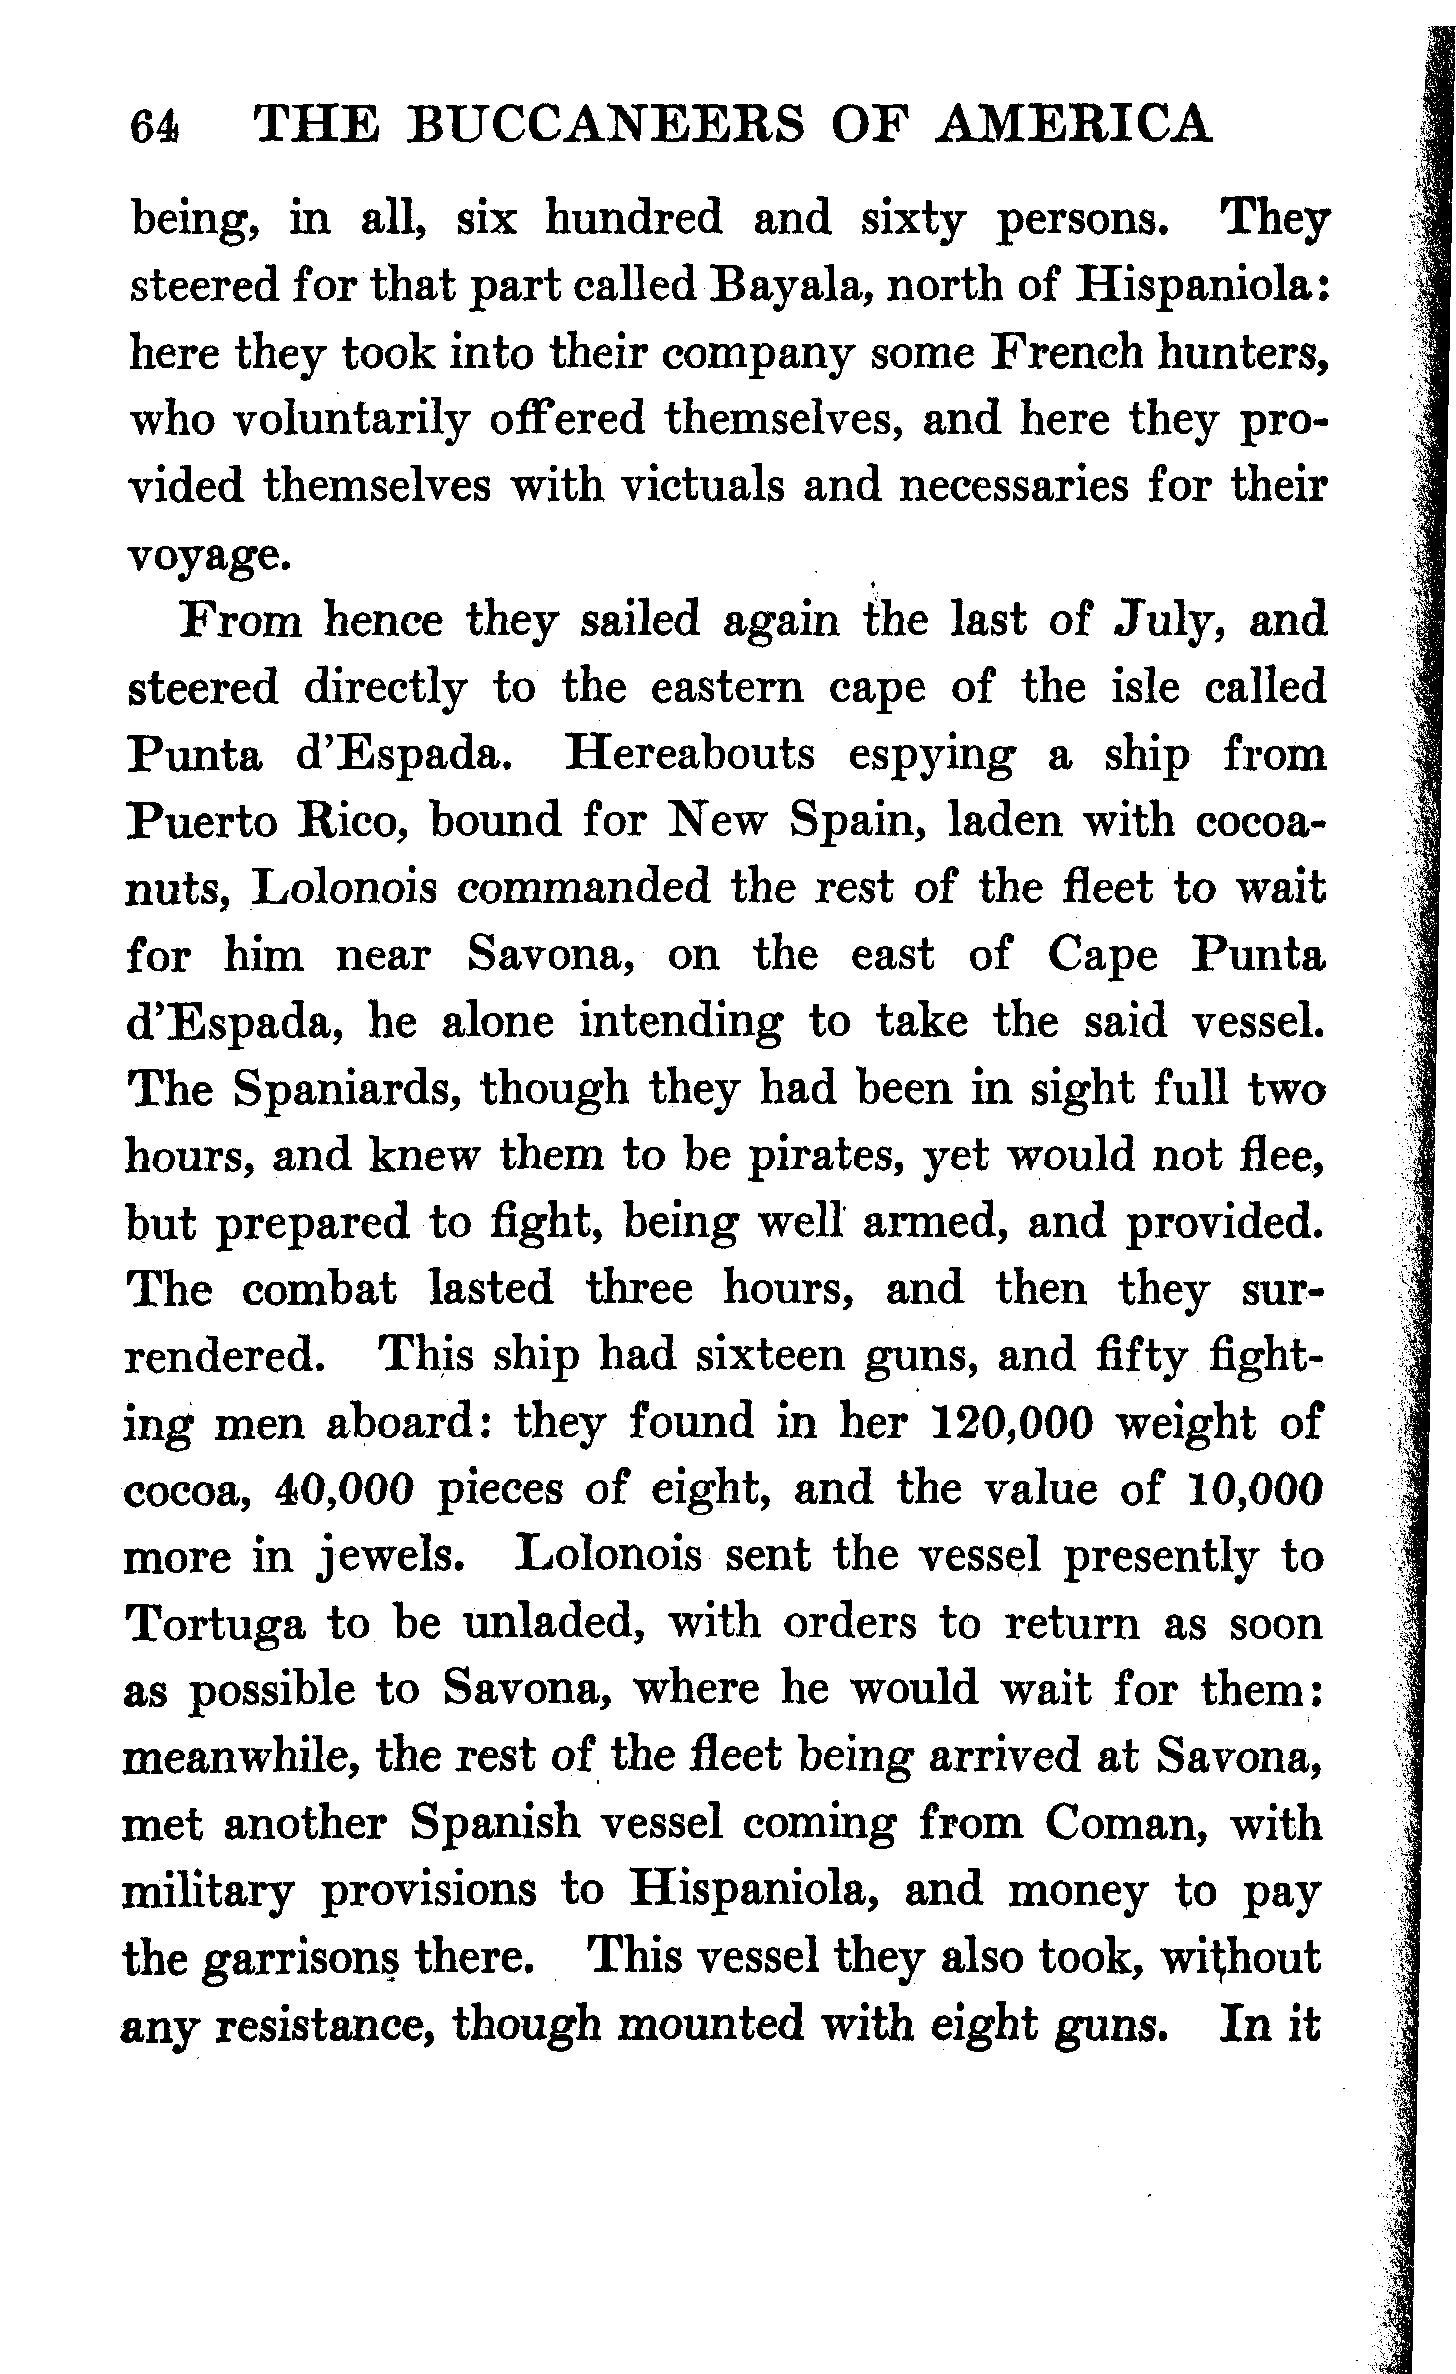 64 THE BUCCANEERS OF AMERICA
being, in all, six hundred and sixty persons. They
steered for that part called Bayala, north of Hispaniola:
here they took into their company some French hunters,
who voluntarily offered themselves, and here they pro-
vided themselves with victuals and necessaries for their
voyage.
From hence they sailed again the last of July, and
steered directly to the eastern cape of the isle called
Punta d'Espada. Hereabouts espying a ship from
Puerto Rico, bound for New Spain, laden with cocoa-
nuts, Lolonois commanded the rest of the fleet to wait
for him near Savona, on the east of Cape Punta
d'Espada, he alone intending to take the said vessel.
The Spaniards, though they had been in sight full two
hours, and knew them to be pirates, yet would not flee,
but prepared to fight, being well armed, and provided.
The combat lasted three hours, and then they sur-
rendered. This ship had sixteen guns, and fifty fight-
ing men aboard: they found in her 120,000 weight of
cocoa, 40,000 pieces of eight, and the value of 10,000
more in jewels. Lolonois sent the vessel presently to
Tortuga to be unladed, with orders to return as soon
as possible to Savona, where he would wait for them:
meanwhile, the rest of the fleet being arrived at Savona,
met another Spanish vessel coming from Coman, with
military provisions to Hispaniola, and money to pay
the garrisons there. This vessel they also took, without
any resistance, though mounted with eight guns. In it